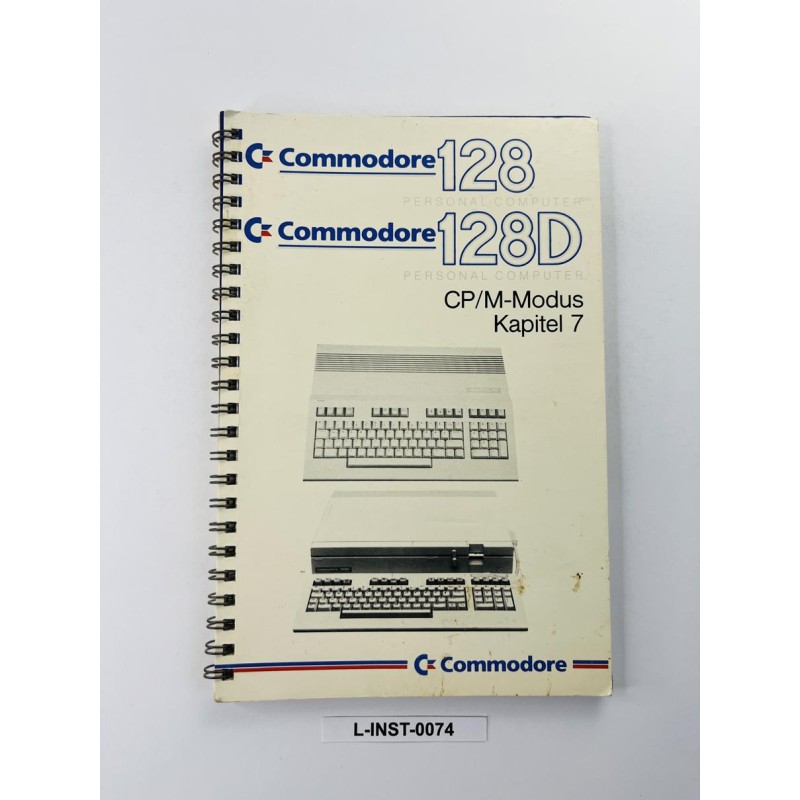 Commodore 128
PERSONAL COMPUTER
Commodore 128D
PERSONAL COMPUTER
CP/M-Modus
Kapitel 7
Commodore
L-INST-0074